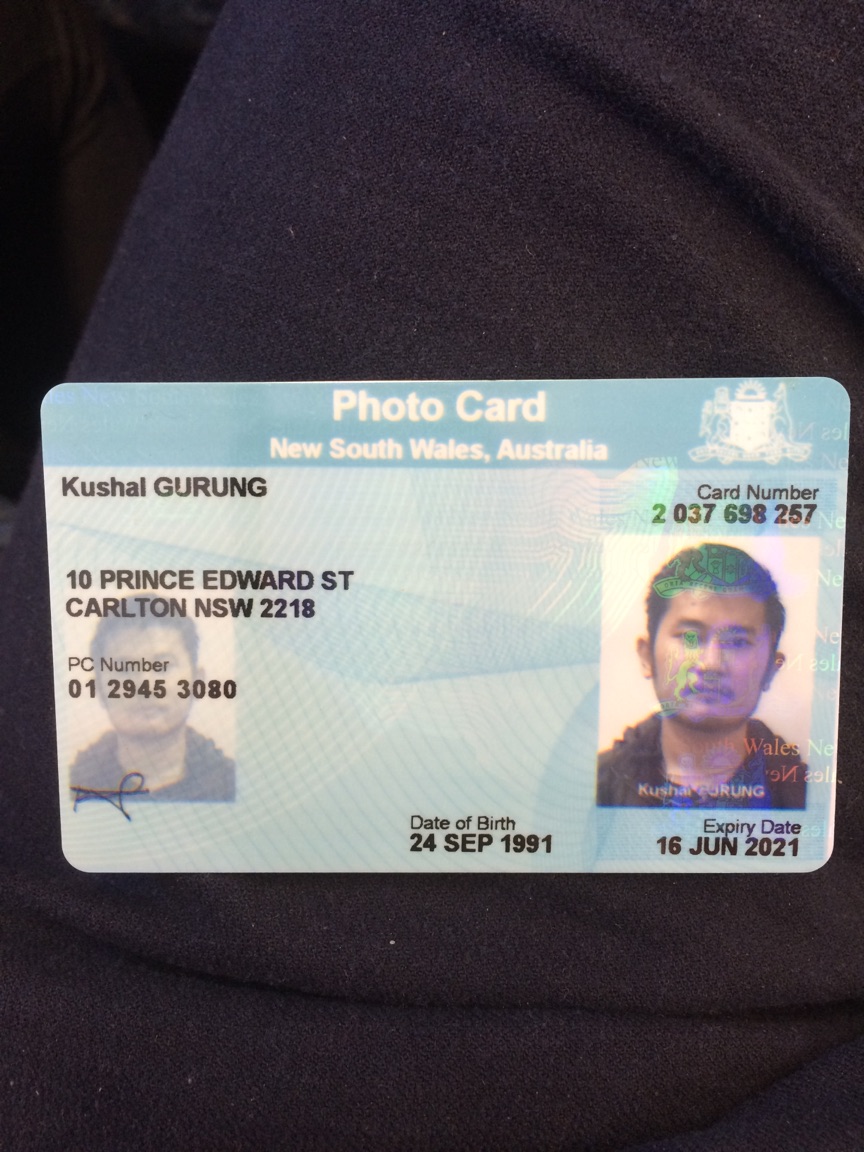 Photo Card
New South Wales, Australia
Kushal GURUNG
Card Number
2 037 698 257
10 PRINCE EDWARD ST
CARLTON NSW 2218
PC Number
01 2945 3080
Wales Ne
Kushal GURUNG
Date of Birth
24 SEP 1991
Expiry Date
16 JUN 2021